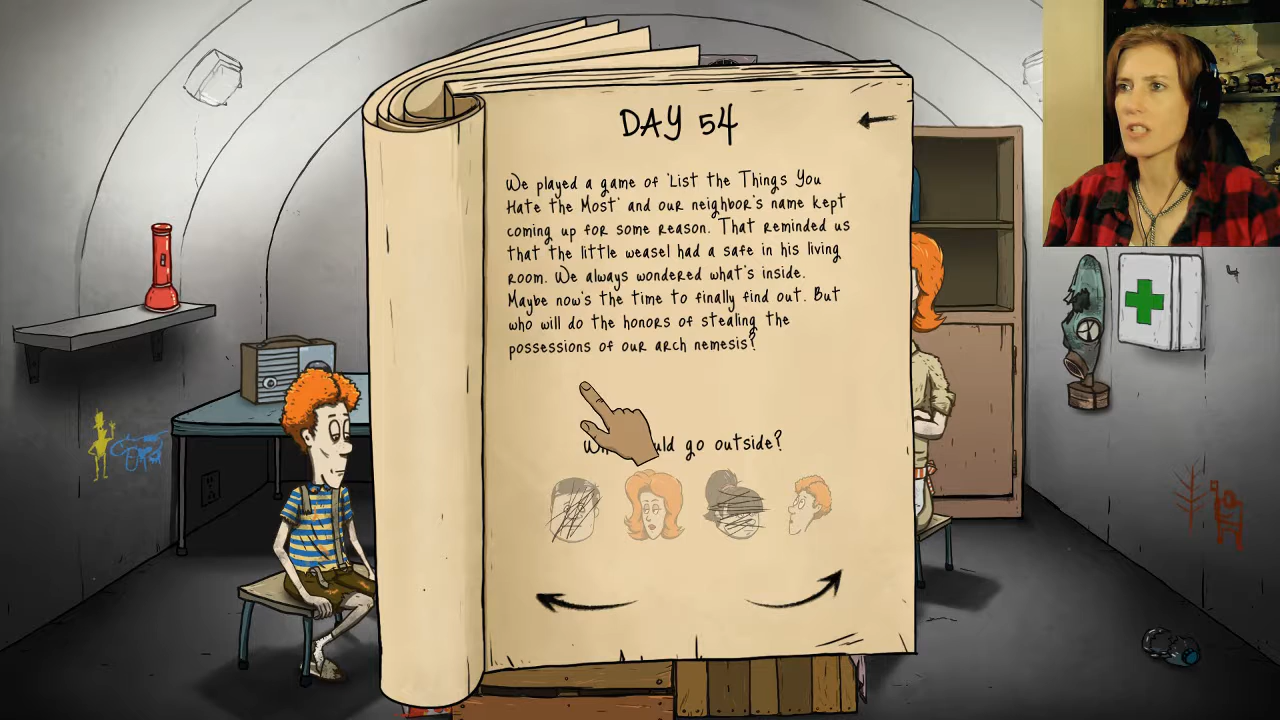 DAY 54
We played a game of 'List the Things You
Hate the Most' and our neighbor's name kept
coming up for some reason. That reminded us
that the little weasel had a safe in his living
room. We always wondered what's inside.
Maybe now's the time to finally find out. But
who will do the honors of stealing the
possessions of our arch nemesis?
go outside?